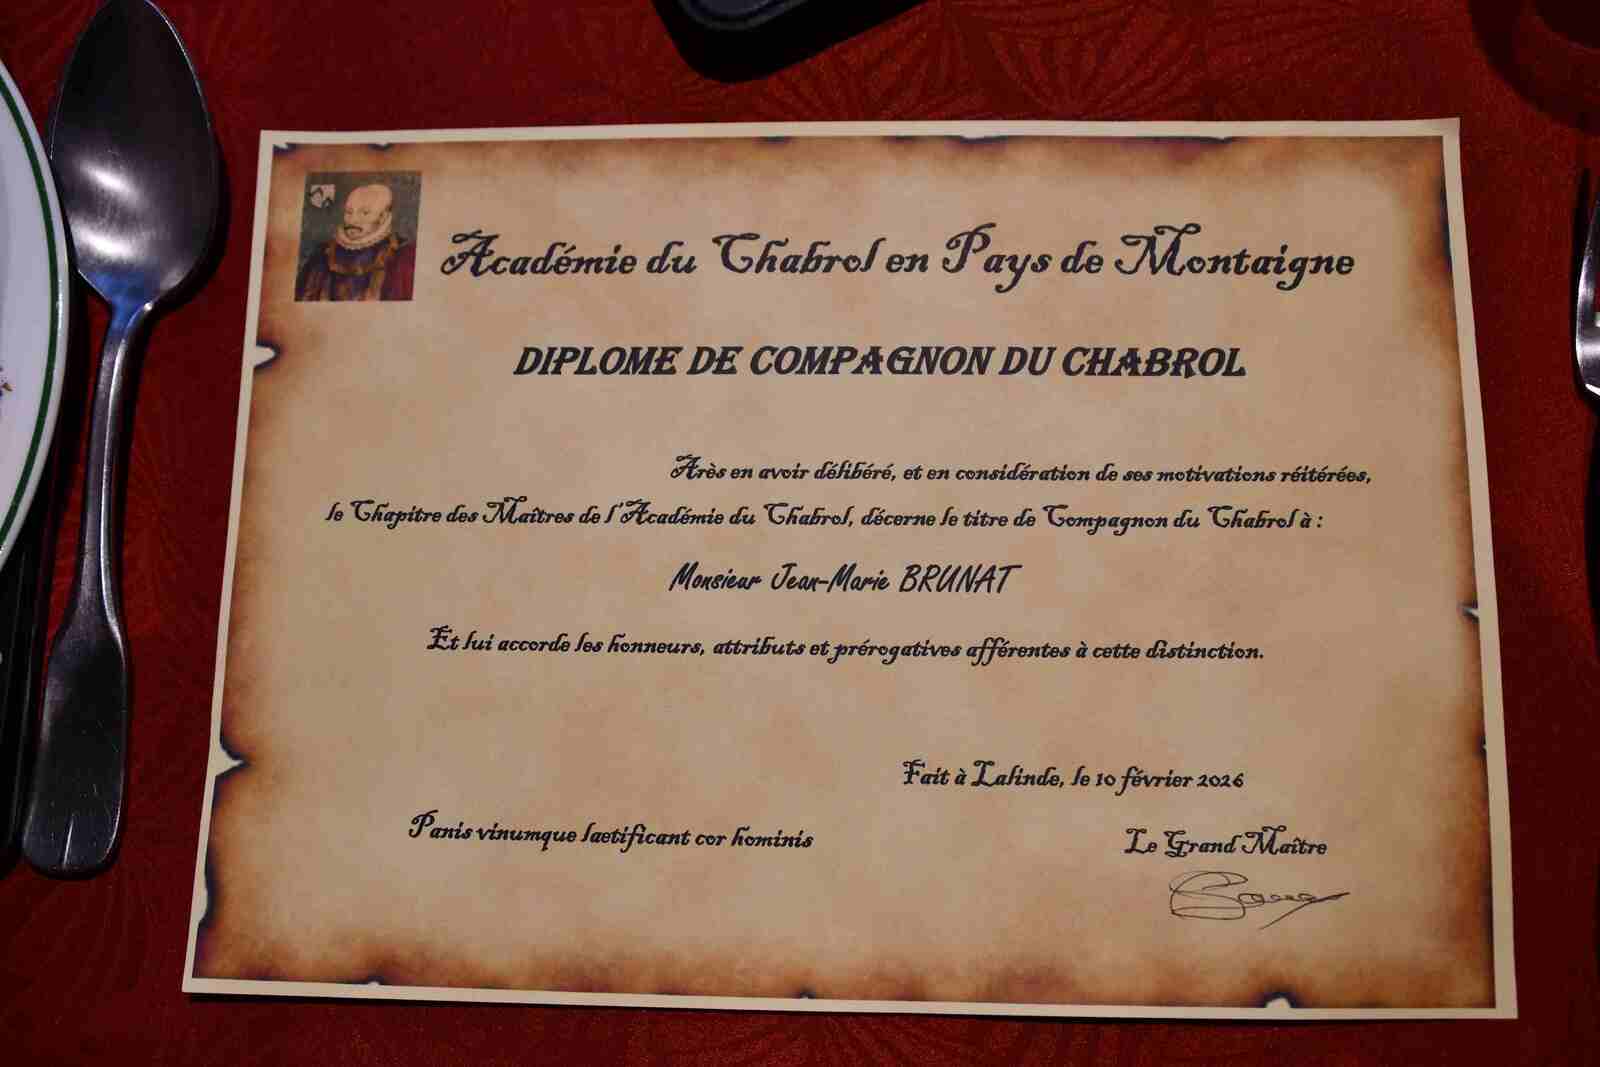 Académie du Chabrol en Pays de Montaigne
DIPLOME DE COMPAGNON DU CHABROL
Arès en avoir délibéré, et en considération de ses motivations réitérées,
le Chapitre des Maîtres de l'Académie du Chabrol, décerne le titre de Compagnon du Chabrol à :
Monsieur Jean-Marie BRUNAT
Et lui accorde les honneurs, attributs et prérogatives afférentes à cette distinction.
Fait à Lalinde, le 10 février 2026
Panis vinumque laetificant cor hominis
Le Grand Maître